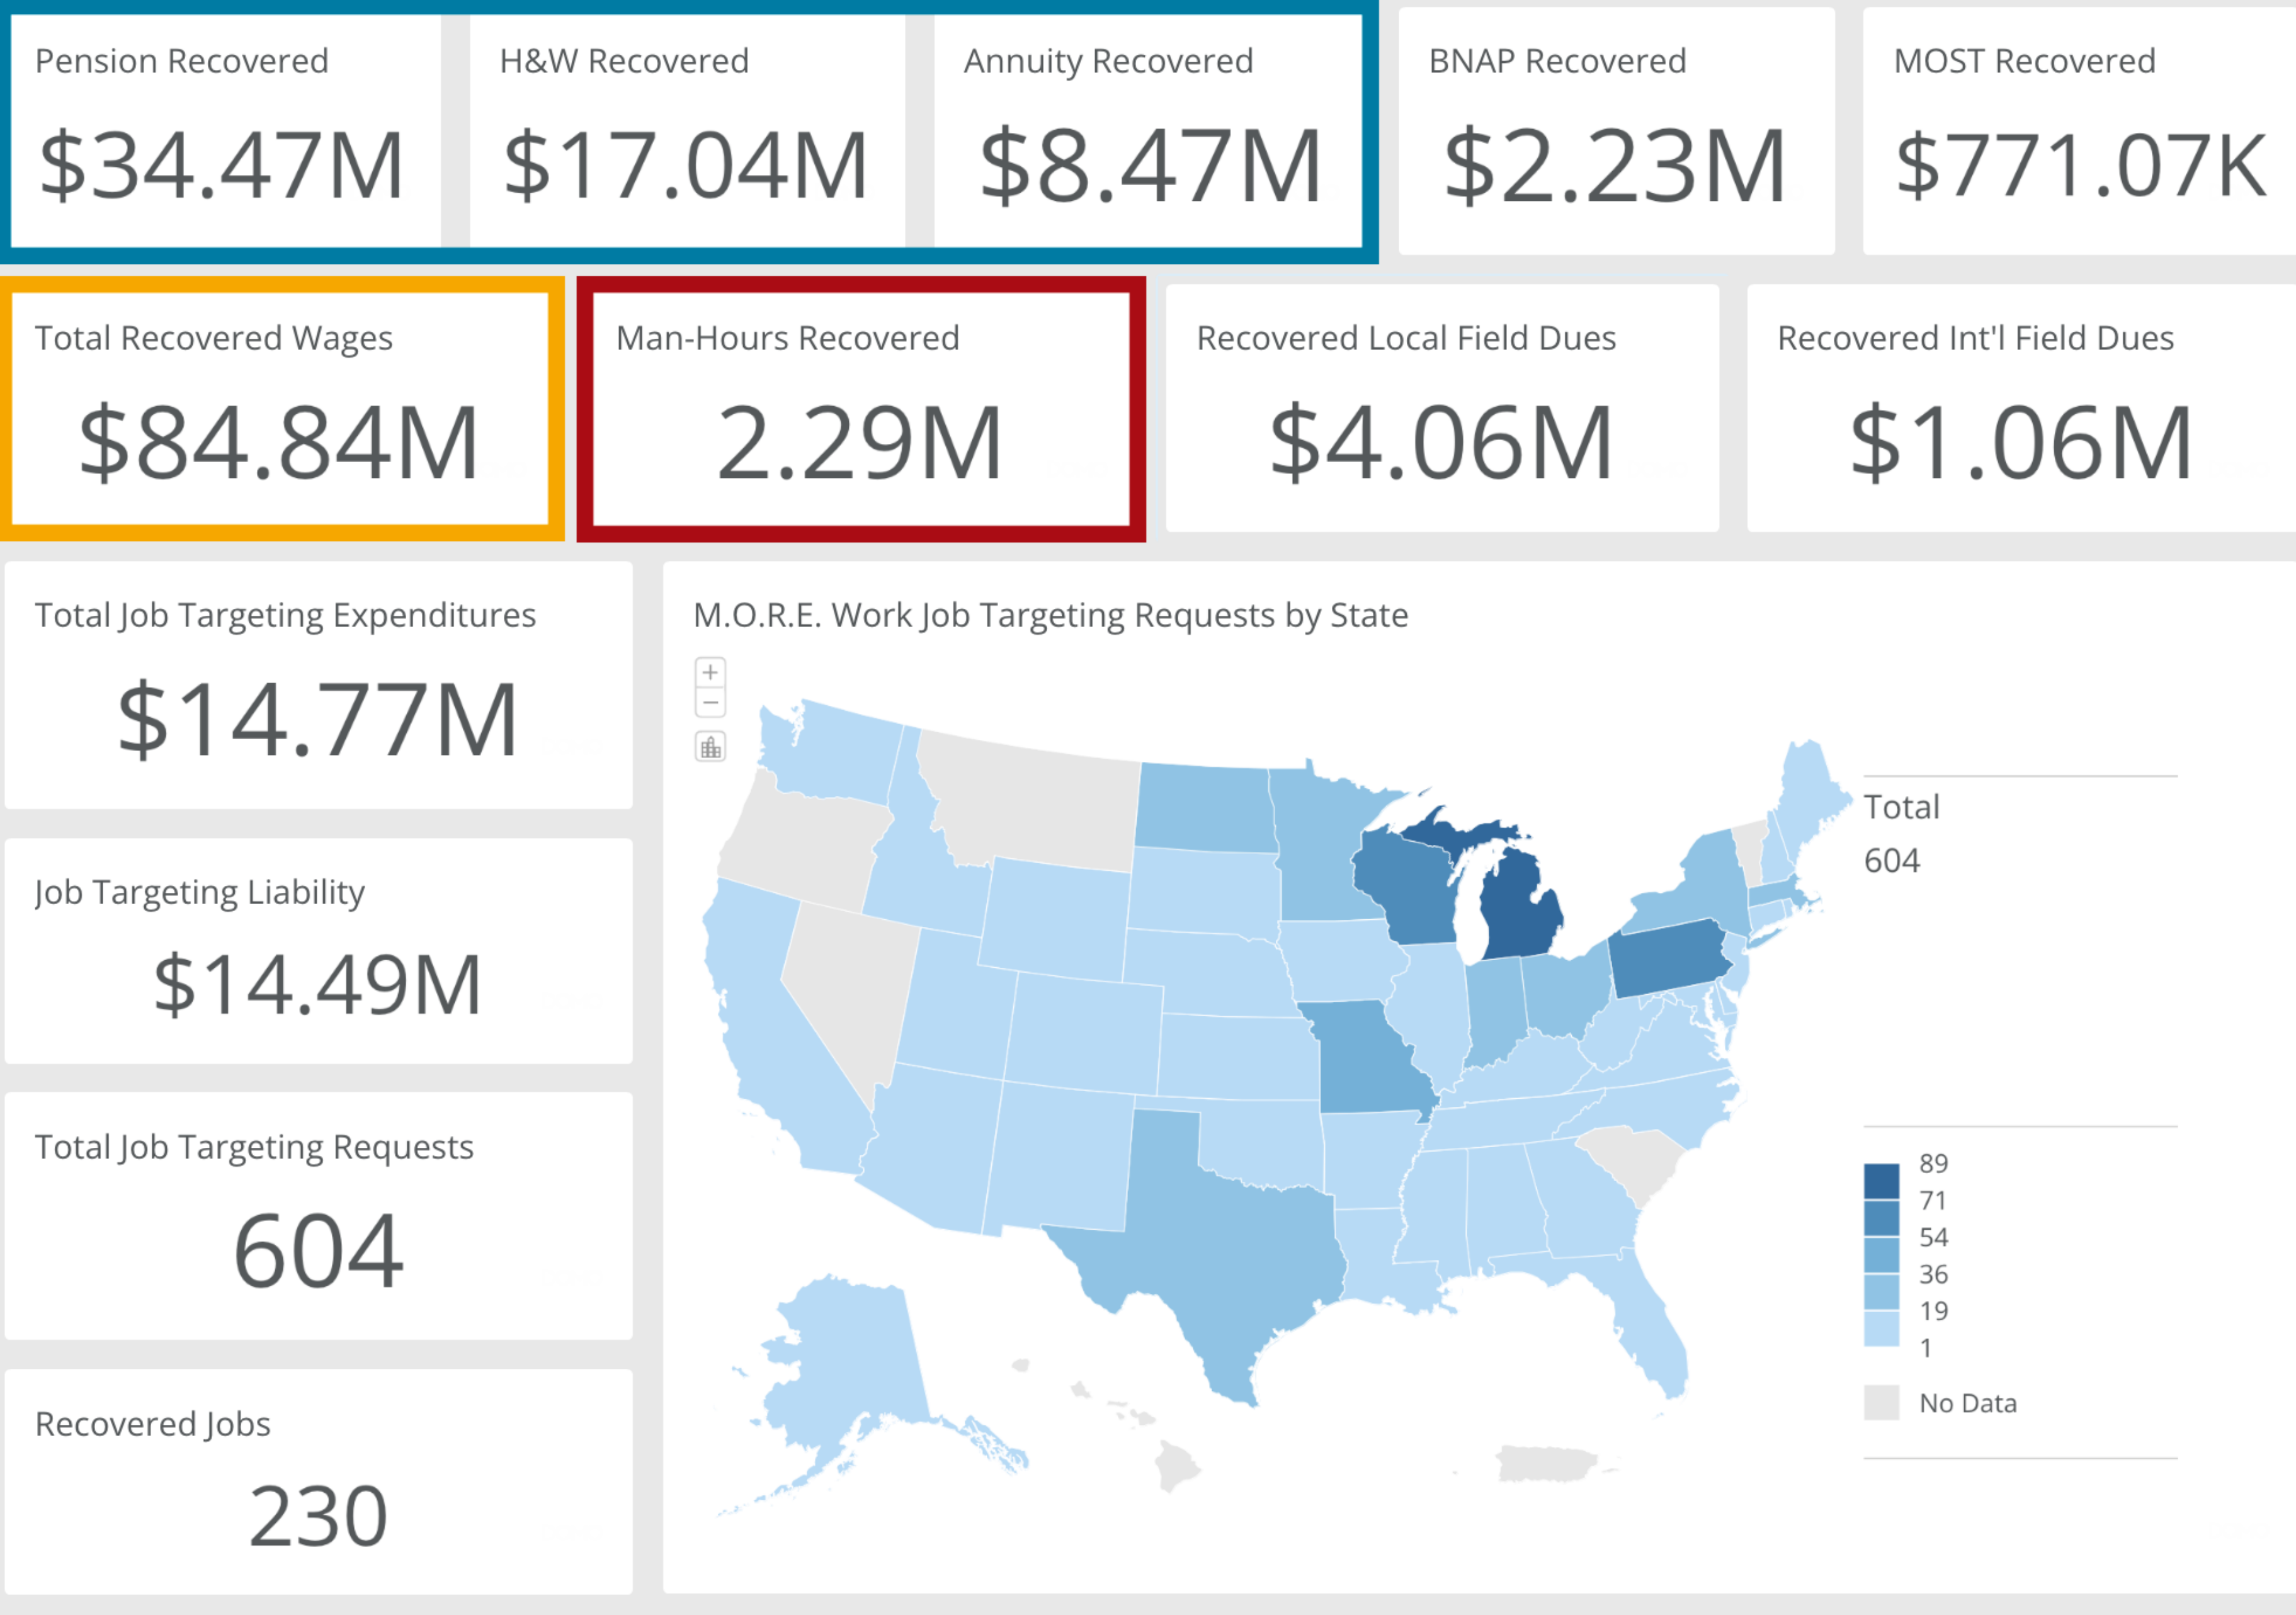 Pension Recovered
$34.47M
H&W Recovered
$17.04M
Annuity Recovered
$8.47M
BNAP Recovered
$2.23M
MOST Recovered
$771.07K
Total Recovered Wages
$84.84M
Man-Hours Recovered
2.29M
Recovered Local Field Dues
$4.06M
Recovered Int'l Field Dues
$1.06M
Total Job Targeting Expenditures
$14.77M
Job Targeting Liability
$14.49M
Total Job Targeting Requests
604
Recovered Jobs
230
M.O.R.E. Work Job Targeting Requests by State
+
−
Total
604
89
71
54
36
19
1
No Data